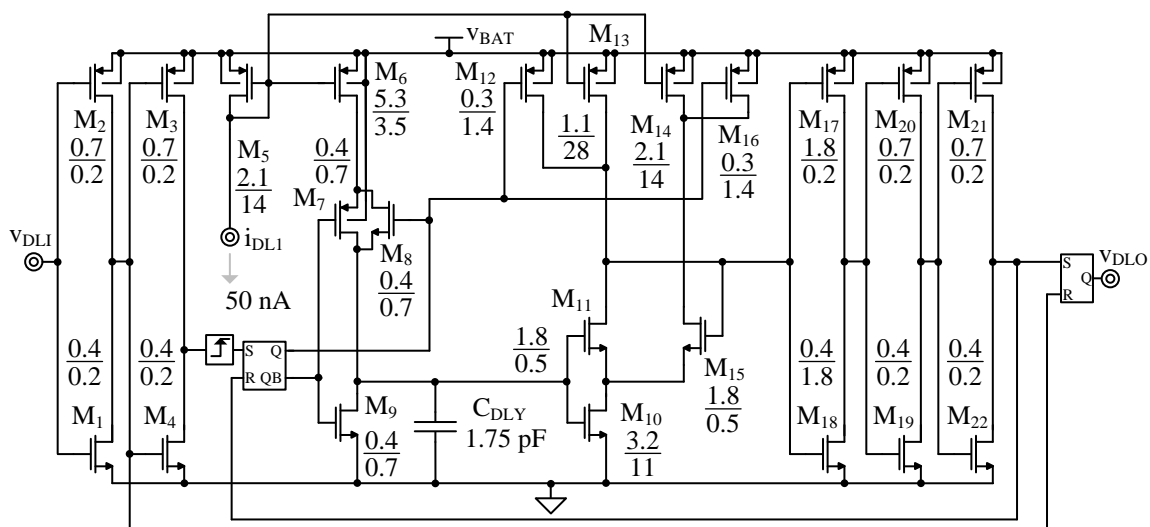 vBAT
M13
M6
5.3
3.5
M12
0.3
1.4
M2
0.7
0.2
M3
0.7
0.2
M5
2.1
14
0.4
0.7
M7
1.1
28
M14
2.1
14
M16
0.3
1.4
M17
1.8
0.2
M20
0.7
0.2
M21
0.7
0.2
vDLI
iDL1
50 nA
M8
0.4
0.7
S
Q
R
vDLO
M11
1.8
0.5
0.4
0.2
M1
0.4
0.2
M4
S
Q
R
QB
M9
0.4
0.7
CDLY
1.75 pF
M10
3.2
11
M15
1.8
0.5
0.4
1.8
M18
0.4
0.2
M19
0.4
0.2
M22